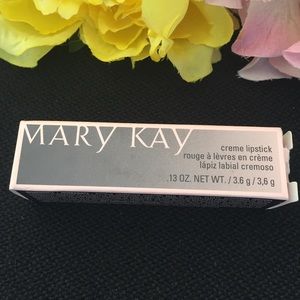 MARY KAY
creme lipstick
rouge à lèvres en crème
lápiz labial cremoso
.13 OZ. NET WT. / 3.6 g / 3,6 g